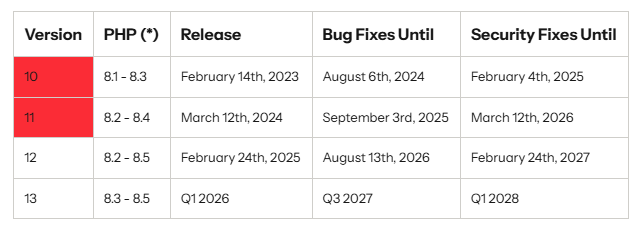 Version PHP (*) Release Bug Fixes Until Security Fixes Until
10 8.1 - 8.3 February 14th, 2023 August 6th, 2024 February 4th, 2025
11 8.2 - 8.4 March 12th, 2024 September 3rd, 2025 March 12th, 2026
12 8.2 - 8.5 February 24th, 2025 August 13th, 2026 February 24th, 2027
13 8.3 - 8.5 Q1 2026 Q3 2027 Q1 2028